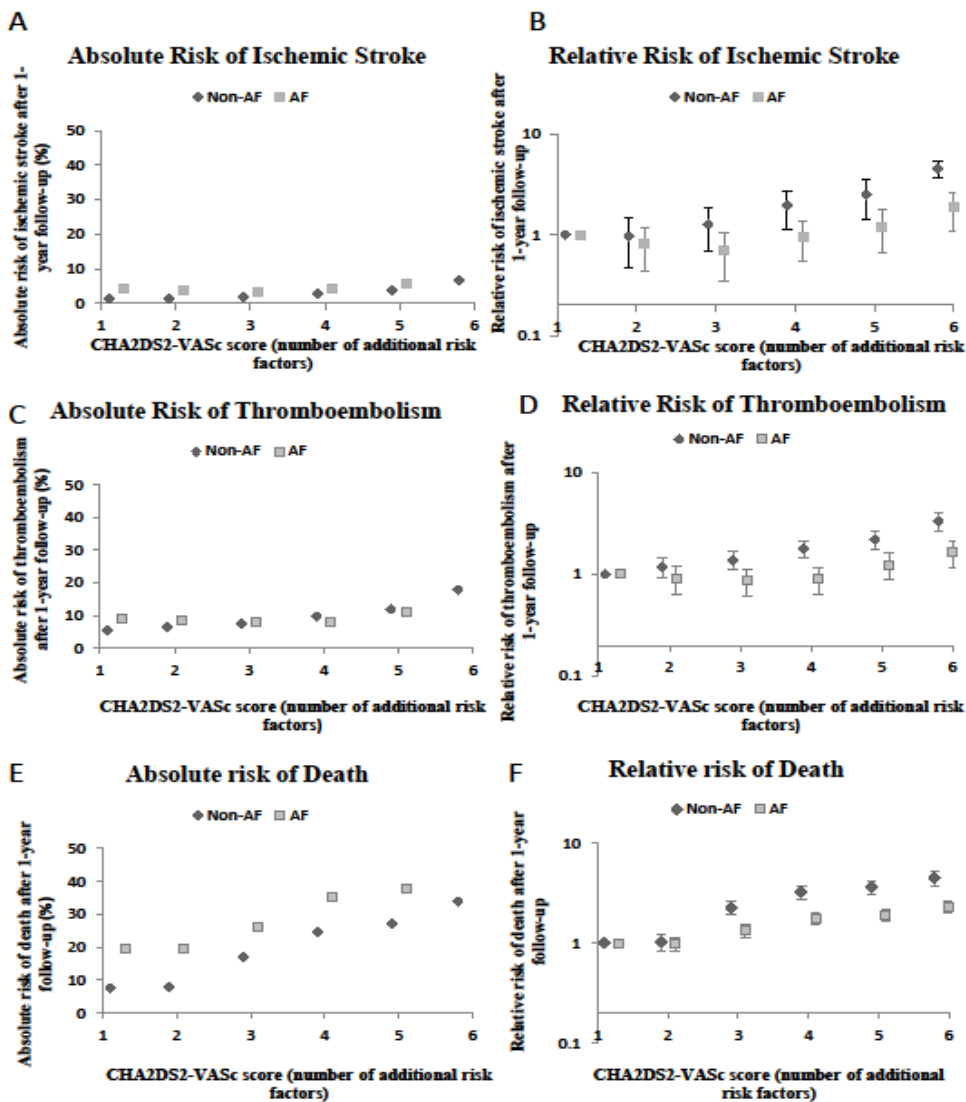 A
Absolute Risk of Ischemic Stroke
Non-AF AF
Absolute risk of ischemic stroke after 1-
year follow-up (%)
50
40
30
20
10
0
1 2 3 4 5 6
CHA2DS2-VASc score (number of additional risk
factors)
B
Relative Risk of Ischemic Stroke
Non-AF AF
Relative risk of ischemic stroke after
1-year follow-up
10
1
0.1
1 2 3 4 5 6
CHA2DS2-VASc score (number of additional risk
factors)
C
Absolute Risk of Thromboembolism
Non-AF AF
Absolute risk of thromboembolism
after 1-year follow-up (%)
50
40
30
20
10
0
1 2 3 4 5 6
CHA2DS2-VASc score (number of additional risk
factors)
D
Relative Risk of Thromboembolism
Non-AF AF
Relative risk of thromboembolism after
1-year follow-up
10
1
0.1
1 2 3 4 5 6
CHA2DS2-VASc score (number of additional risk
factors)
E
Absolute risk of Death
Non-AF AF
Absolute risk of death after 1-year
follow-up (%)
50
40
30
20
10
0
1 2 3 4 5 6
CHA2DS2-VASc score (number of additional risk
factors)
F
Relative risk of Death
Non-AF AF
Relative risk of death after 1-year
follow-up
10
1
0.1
1 2 3 4 5 6
CHA2DS2-VASc score (number of additional
risk factors)